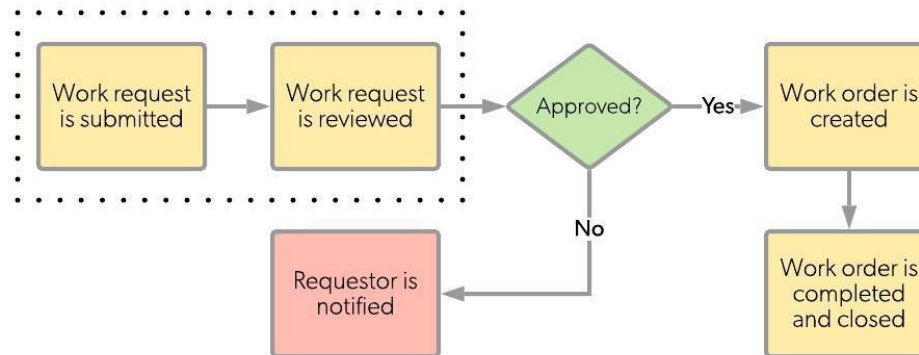 Work request
is submitted
Work request
is reviewed
Approved?
Yes
Work order is
created
No
Requestor is
notified
Work order is
completed
and closed